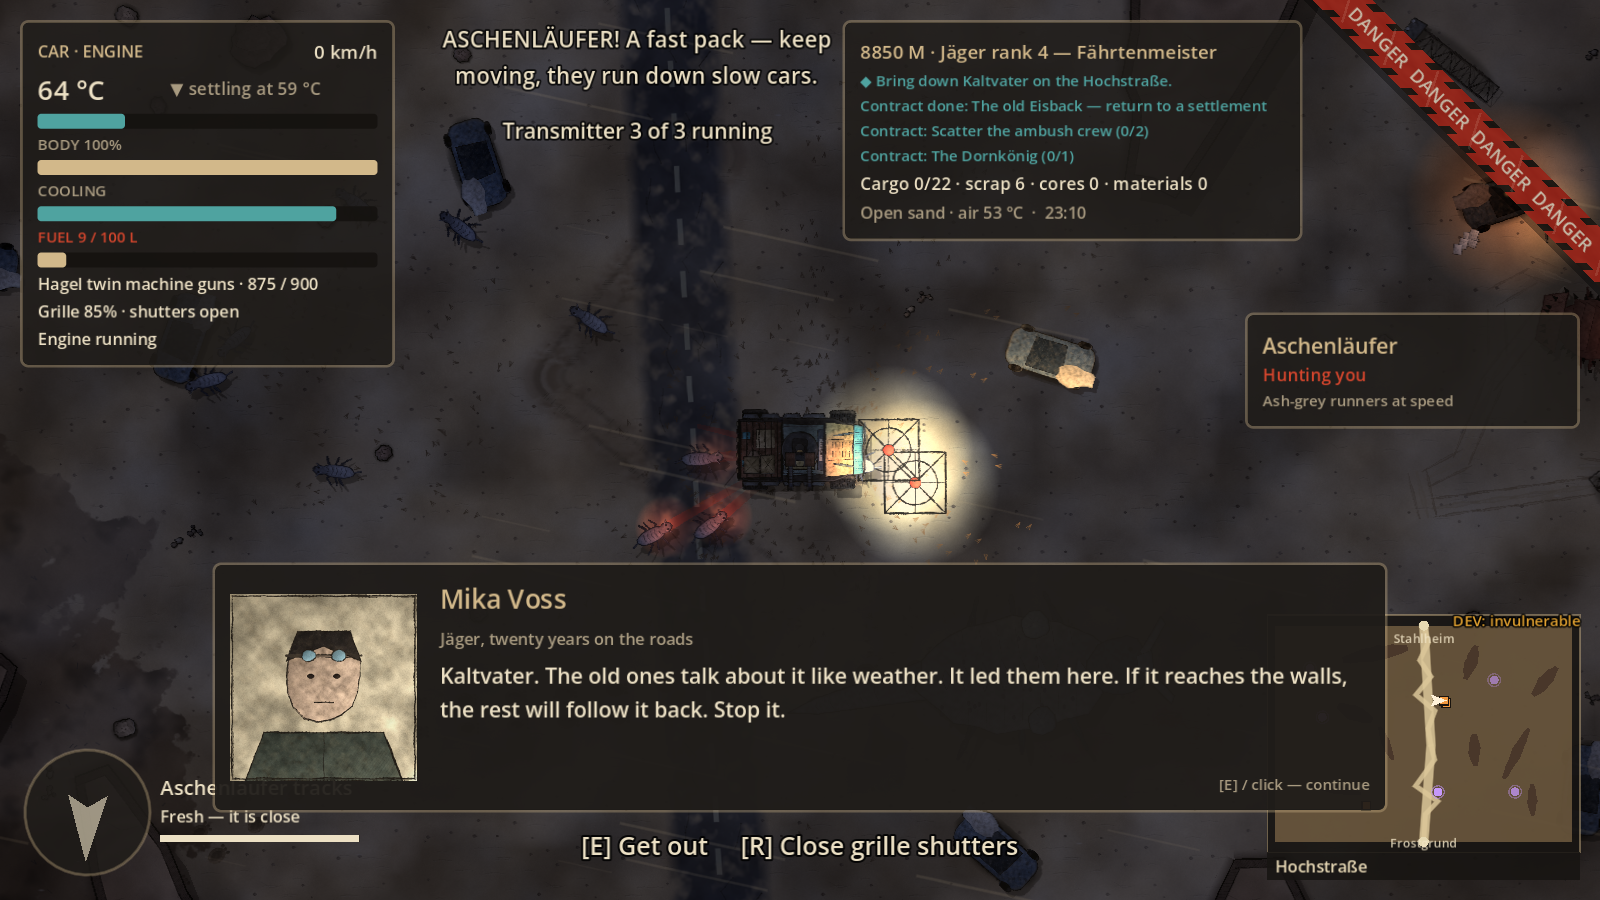 CAR · ENGINE
0 km/h
64 °C
▼ settling at 59 °C
BODY 100%
COOLING
FUEL 9 / 100 L
Hagel twin machine guns · 875 / 900
Grille 85% · shutters open
Engine running
ASCHENLÄUFER! A fast pack — keep
moving, they run down slow cars.
Transmitter 3 of 3 running
8850 M · Jäger rank 4 — Fährtenmeister
◆ Bring down Kaltvater on the Hochstraße.
Contract done: The old Eisback — return to a settlement
Contract: Scatter the ambush crew (0/2)
Contract: The Dornkönig (0/1)
Cargo 0/22 · scrap 6 · cores 0 · materials 0
Open sand · air 53 °C · 23:10
DANGER DANGER DANGER DANGER
Aschenläufer
Hunting you
Ash-grey runners at speed
Mika Voss
Jäger, twenty years on the roads
Kaltvater. The old ones talk about it like weather. It led them here. If it reaches the walls,
the rest will follow it back. Stop it.
[E] / click — continue
DEV: invulnerable
Stahlheim
Frostgrund
Hochstraße
Aschenläufer tracks
Fresh — it is close
[E] Get out [R] Close grille shutters